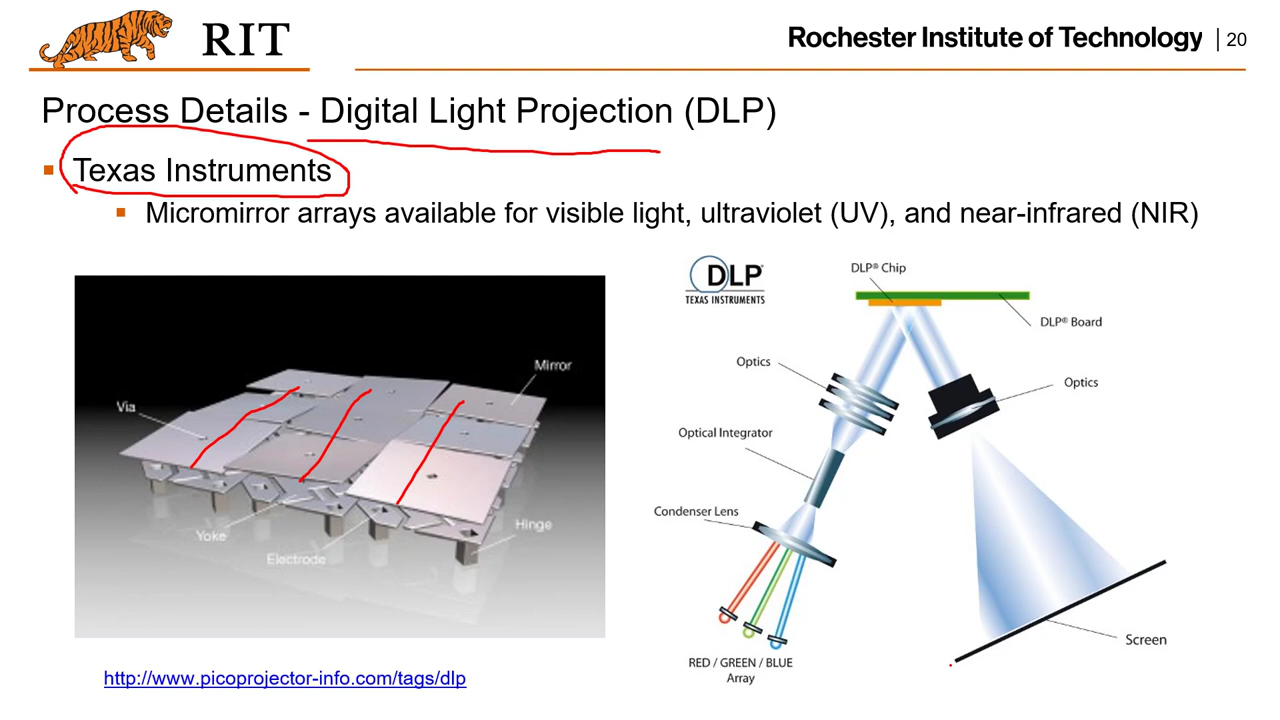 RIT
Rochester Institute of Technology | 20
Process Details - Digital Light Projection (DLP)
Texas Instruments
Micromirror arrays available for visible light, ultraviolet (UV), and near-infrared (NIR)
Mirror
Via
Yoke
Electrode
Hinge
DLP®
TEXAS INSTRUMENTS
DLP® Chip
DLP® Board
Optics
Optics
Optical Integrator
Condenser Lens
Screen
RED / GREEN / BLUE
Array
http://www.picoprojector-info.com/tags/dlp